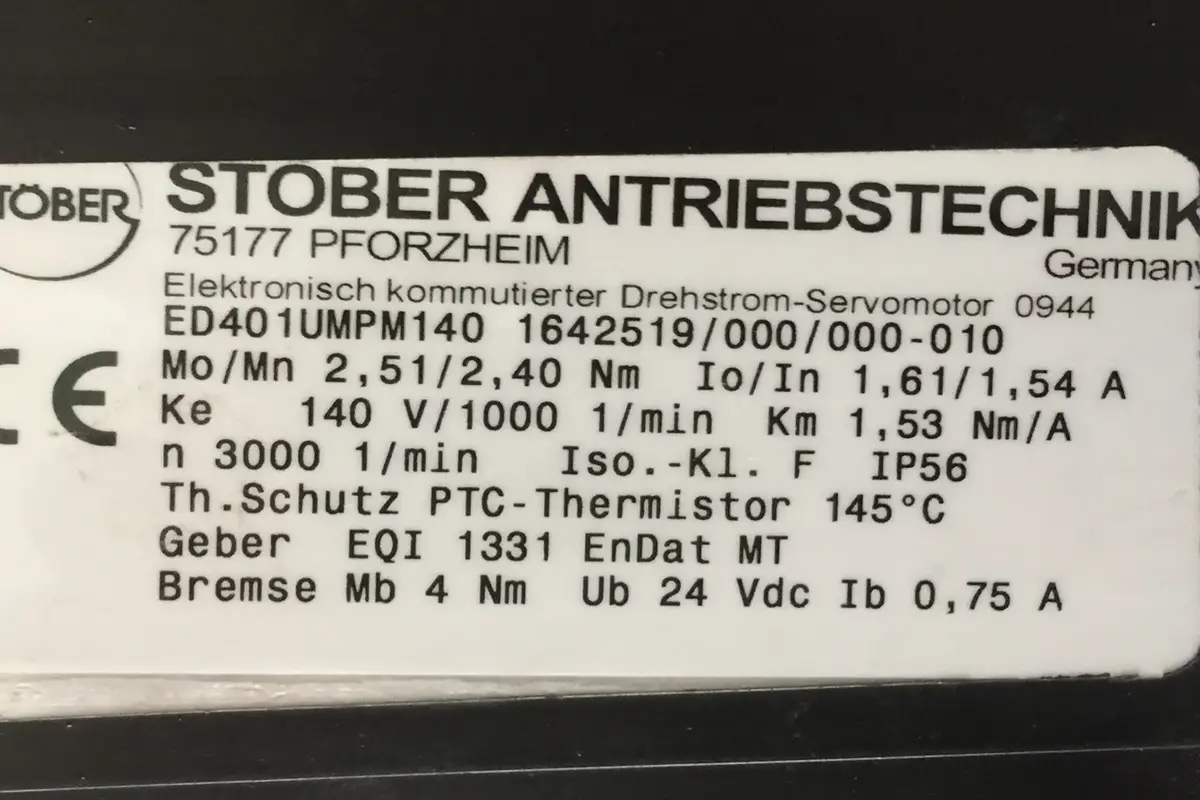 TÖBER
STOBER ANTRIEBSTECHNIK
75177 PFORZHEIM
Germany
Elektronisch kommutierter Drehstrom-Servomotor 0944
ED401UMPM140 1642519/000/000-010
Mo/Mn 2,51/2,40 Nm Io/In 1,61/1,54 A
CE
Ke 140 V/1000 1/min Km 1,53 Nm/A
n 3000 1/min Iso.-Kl. F IP56
Th.Schutz PTC-Thermistor 145°C
Geber EQI 1331 EnDat MT
Bremse Mb 4 Nm Ub 24 Vdc Ib 0,75 A